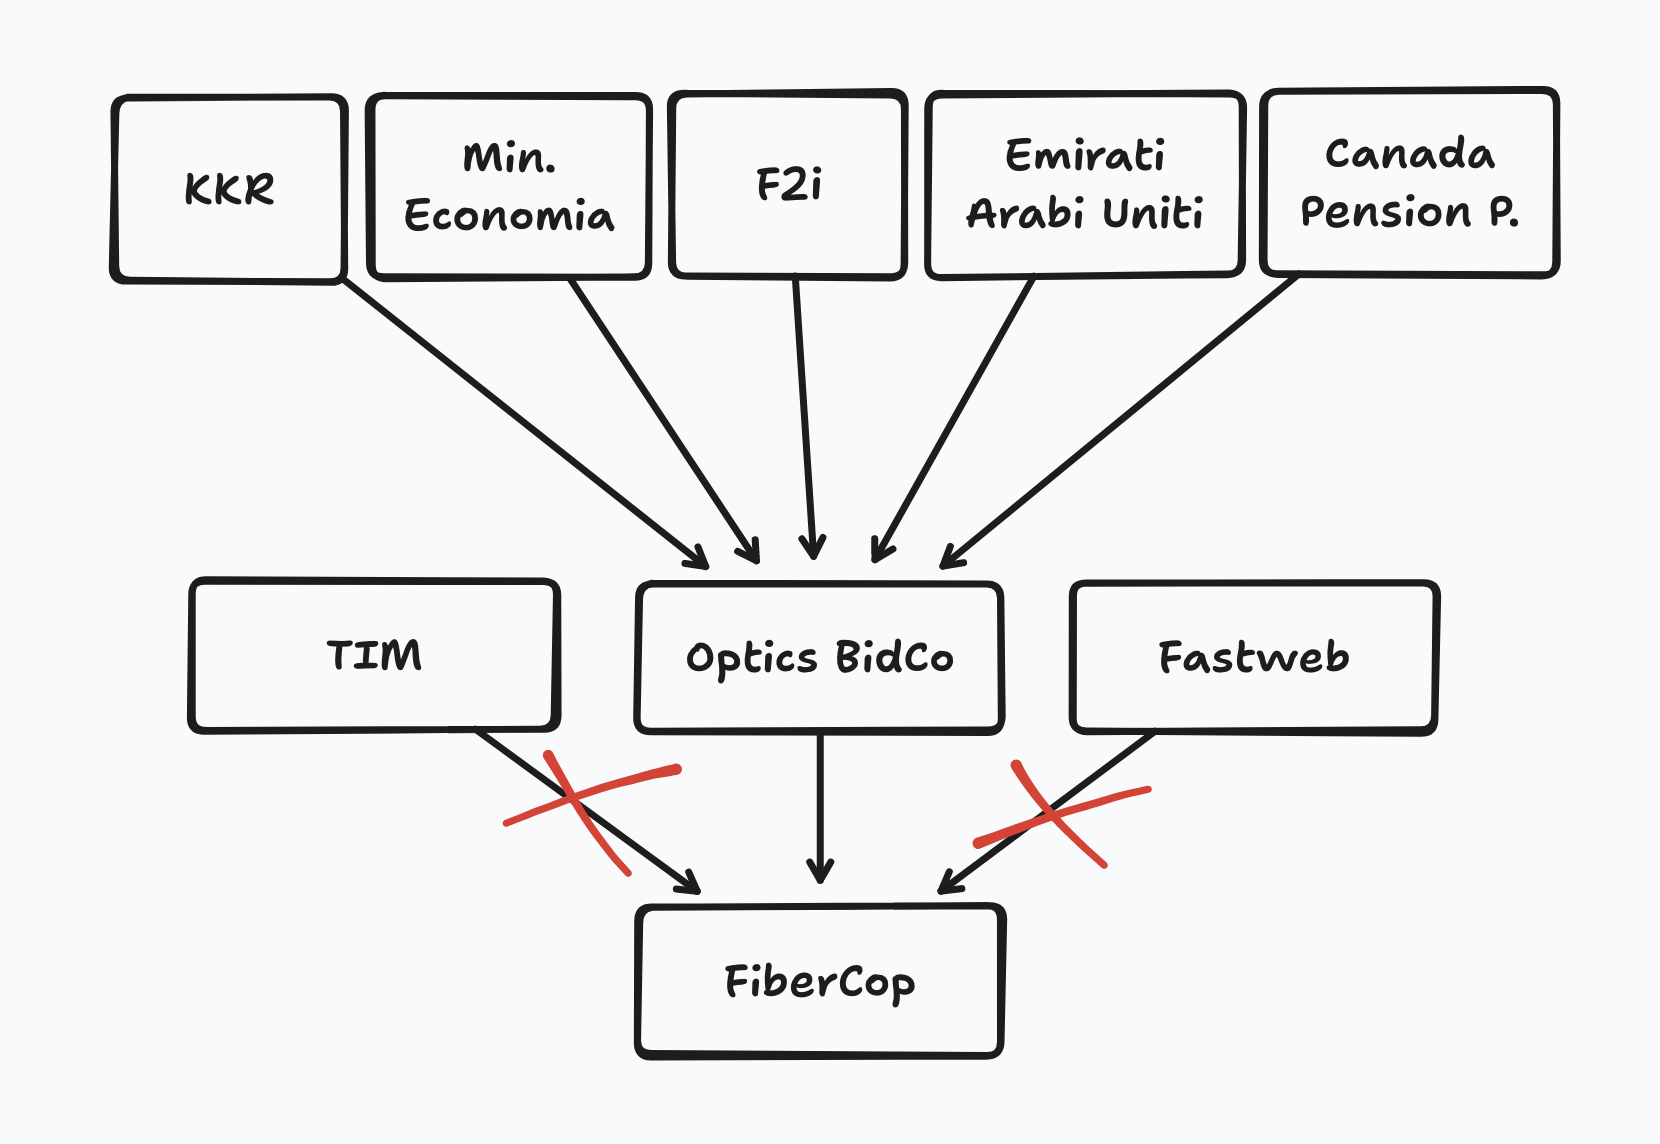 KKR
Min.
Economia
F2i
Emirati
Arabi Uniti
Canada
Pension P.
TIM
Optics BidCo
Fastweb
FiberCop